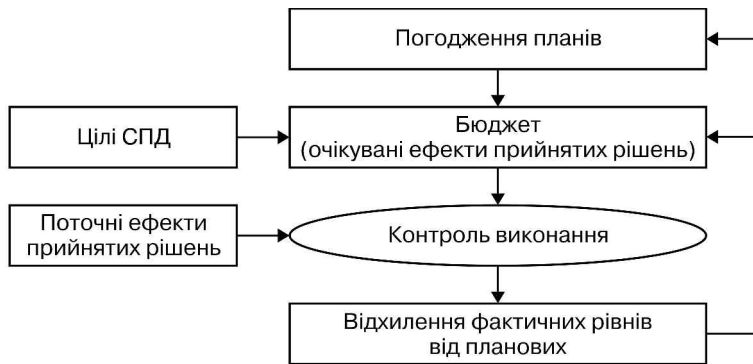 Погодження планів
Цілі СПД
Бюджет
(очікувані ефекти прийнятих рішень)
Поточні ефекти
прийнятих рішень
Контроль виконання
Відхилення фактичних рівнів
від планових